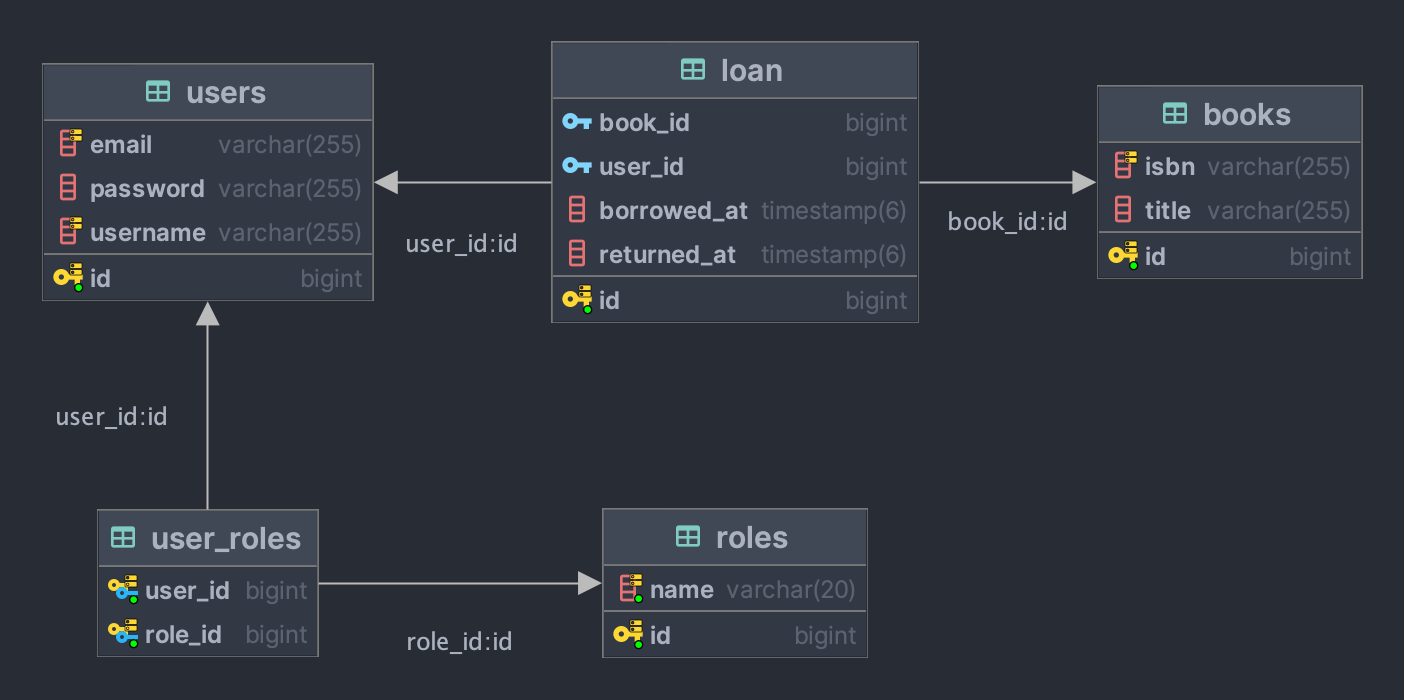 users
email varchar(255)
password varchar(255)
username varchar(255)
id bigint
user_id:id
loan
book_id bigint
user_id bigint
borrowed_at timestamp(6)
returned_at timestamp(6)
id bigint
book_id:id
books
isbn varchar(255)
title varchar(255)
id bigint
user_id:id
user_roles
user_id bigint
role_id bigint
role_id:id
roles
name varchar(20)
id bigint